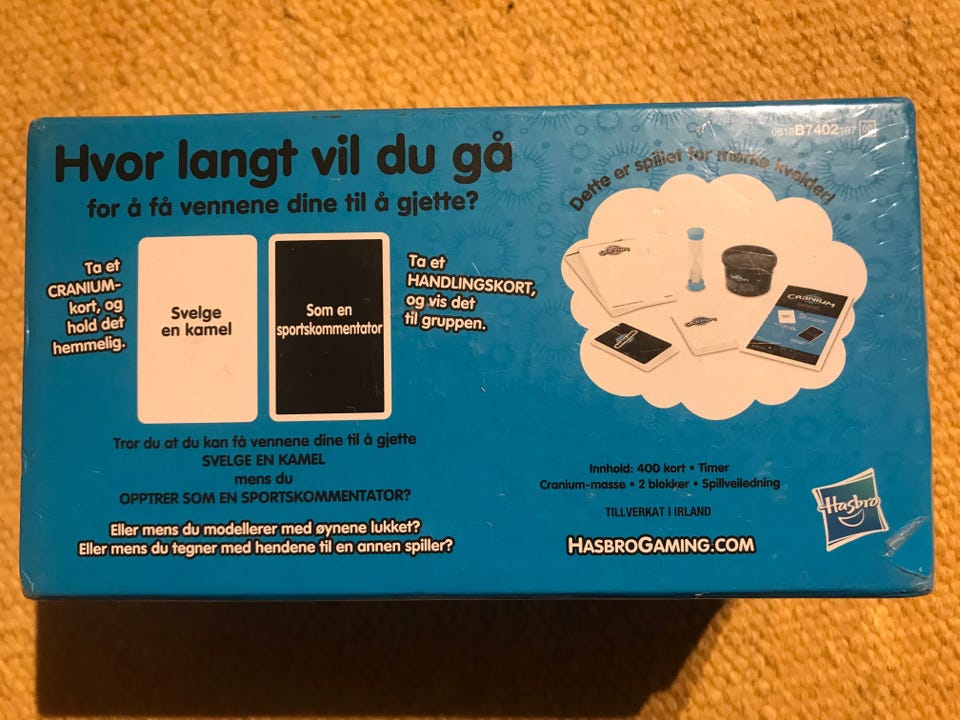 Hvor langt vil du gå
for å få vennene dine til å gjette?
Ta et
CRANIUM-
kort, og
hold det
hemmelig.
Svelge
en kamel
Som en
sportskommentator
Ta et
HANDLINGSKORT,
og vis det
til gruppen.
Tror du at du kan få vennene dine til å gjette
SVELGE EN KAMEL
mens du
OPPTRER SOM EN SPORTSKOMMENTATOR?
Eller mens du modellerer med øynene lukket?
Eller mens du tegner med hendene til en annen spiller?
0616B7402197 00
Dette er spillet for mørke kvelder!
CRANIUM
Innhold: 400 kort • Timer
Cranium-masse • 2 blokker • Spillveiledning
TILLVERKAT I IRLAND
HASBROGAMING.COM
Hasbro